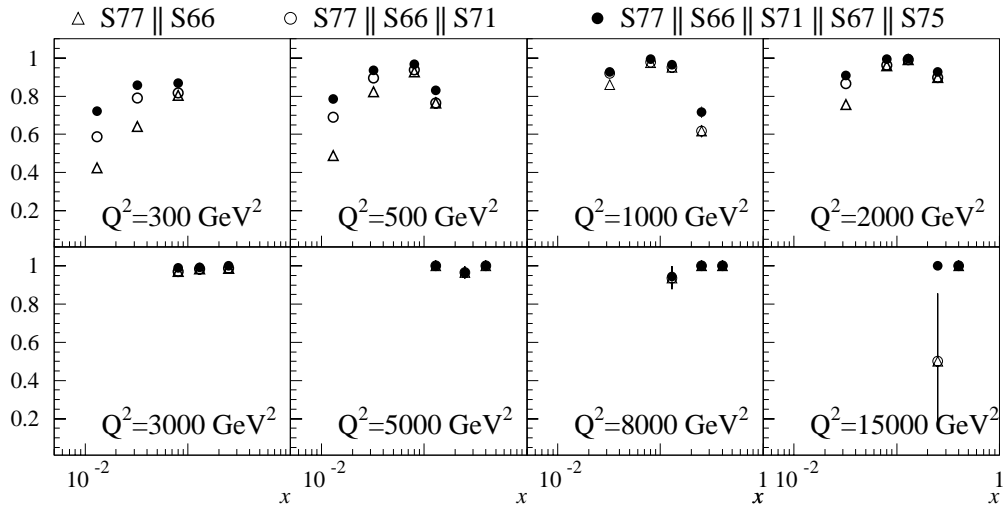 △ S77 || S66 ○ S77 || S66 || S71 ● S77 || S66 || S71 || S67 || S75
1
0.8
0.6
0.4
0.2
Q²=300 GeV² Q²=500 GeV² Q²=1000 GeV² Q²=2000 GeV²
1
0.8
0.6
0.4
0.2
Q²=3000 GeV² Q²=5000 GeV² Q²=8000 GeV² Q²=15000 GeV²
10⁻² 10⁻² 10⁻² 1 10⁻² 1
x x x x